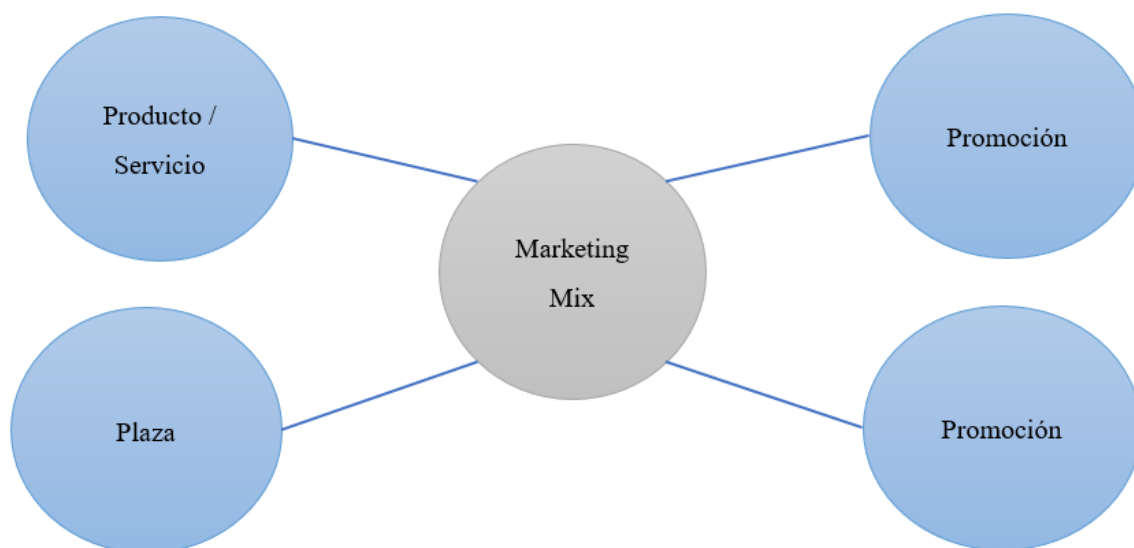 Producto /
Servicio
Promoción
Marketing
Mix
Plaza
Promoción